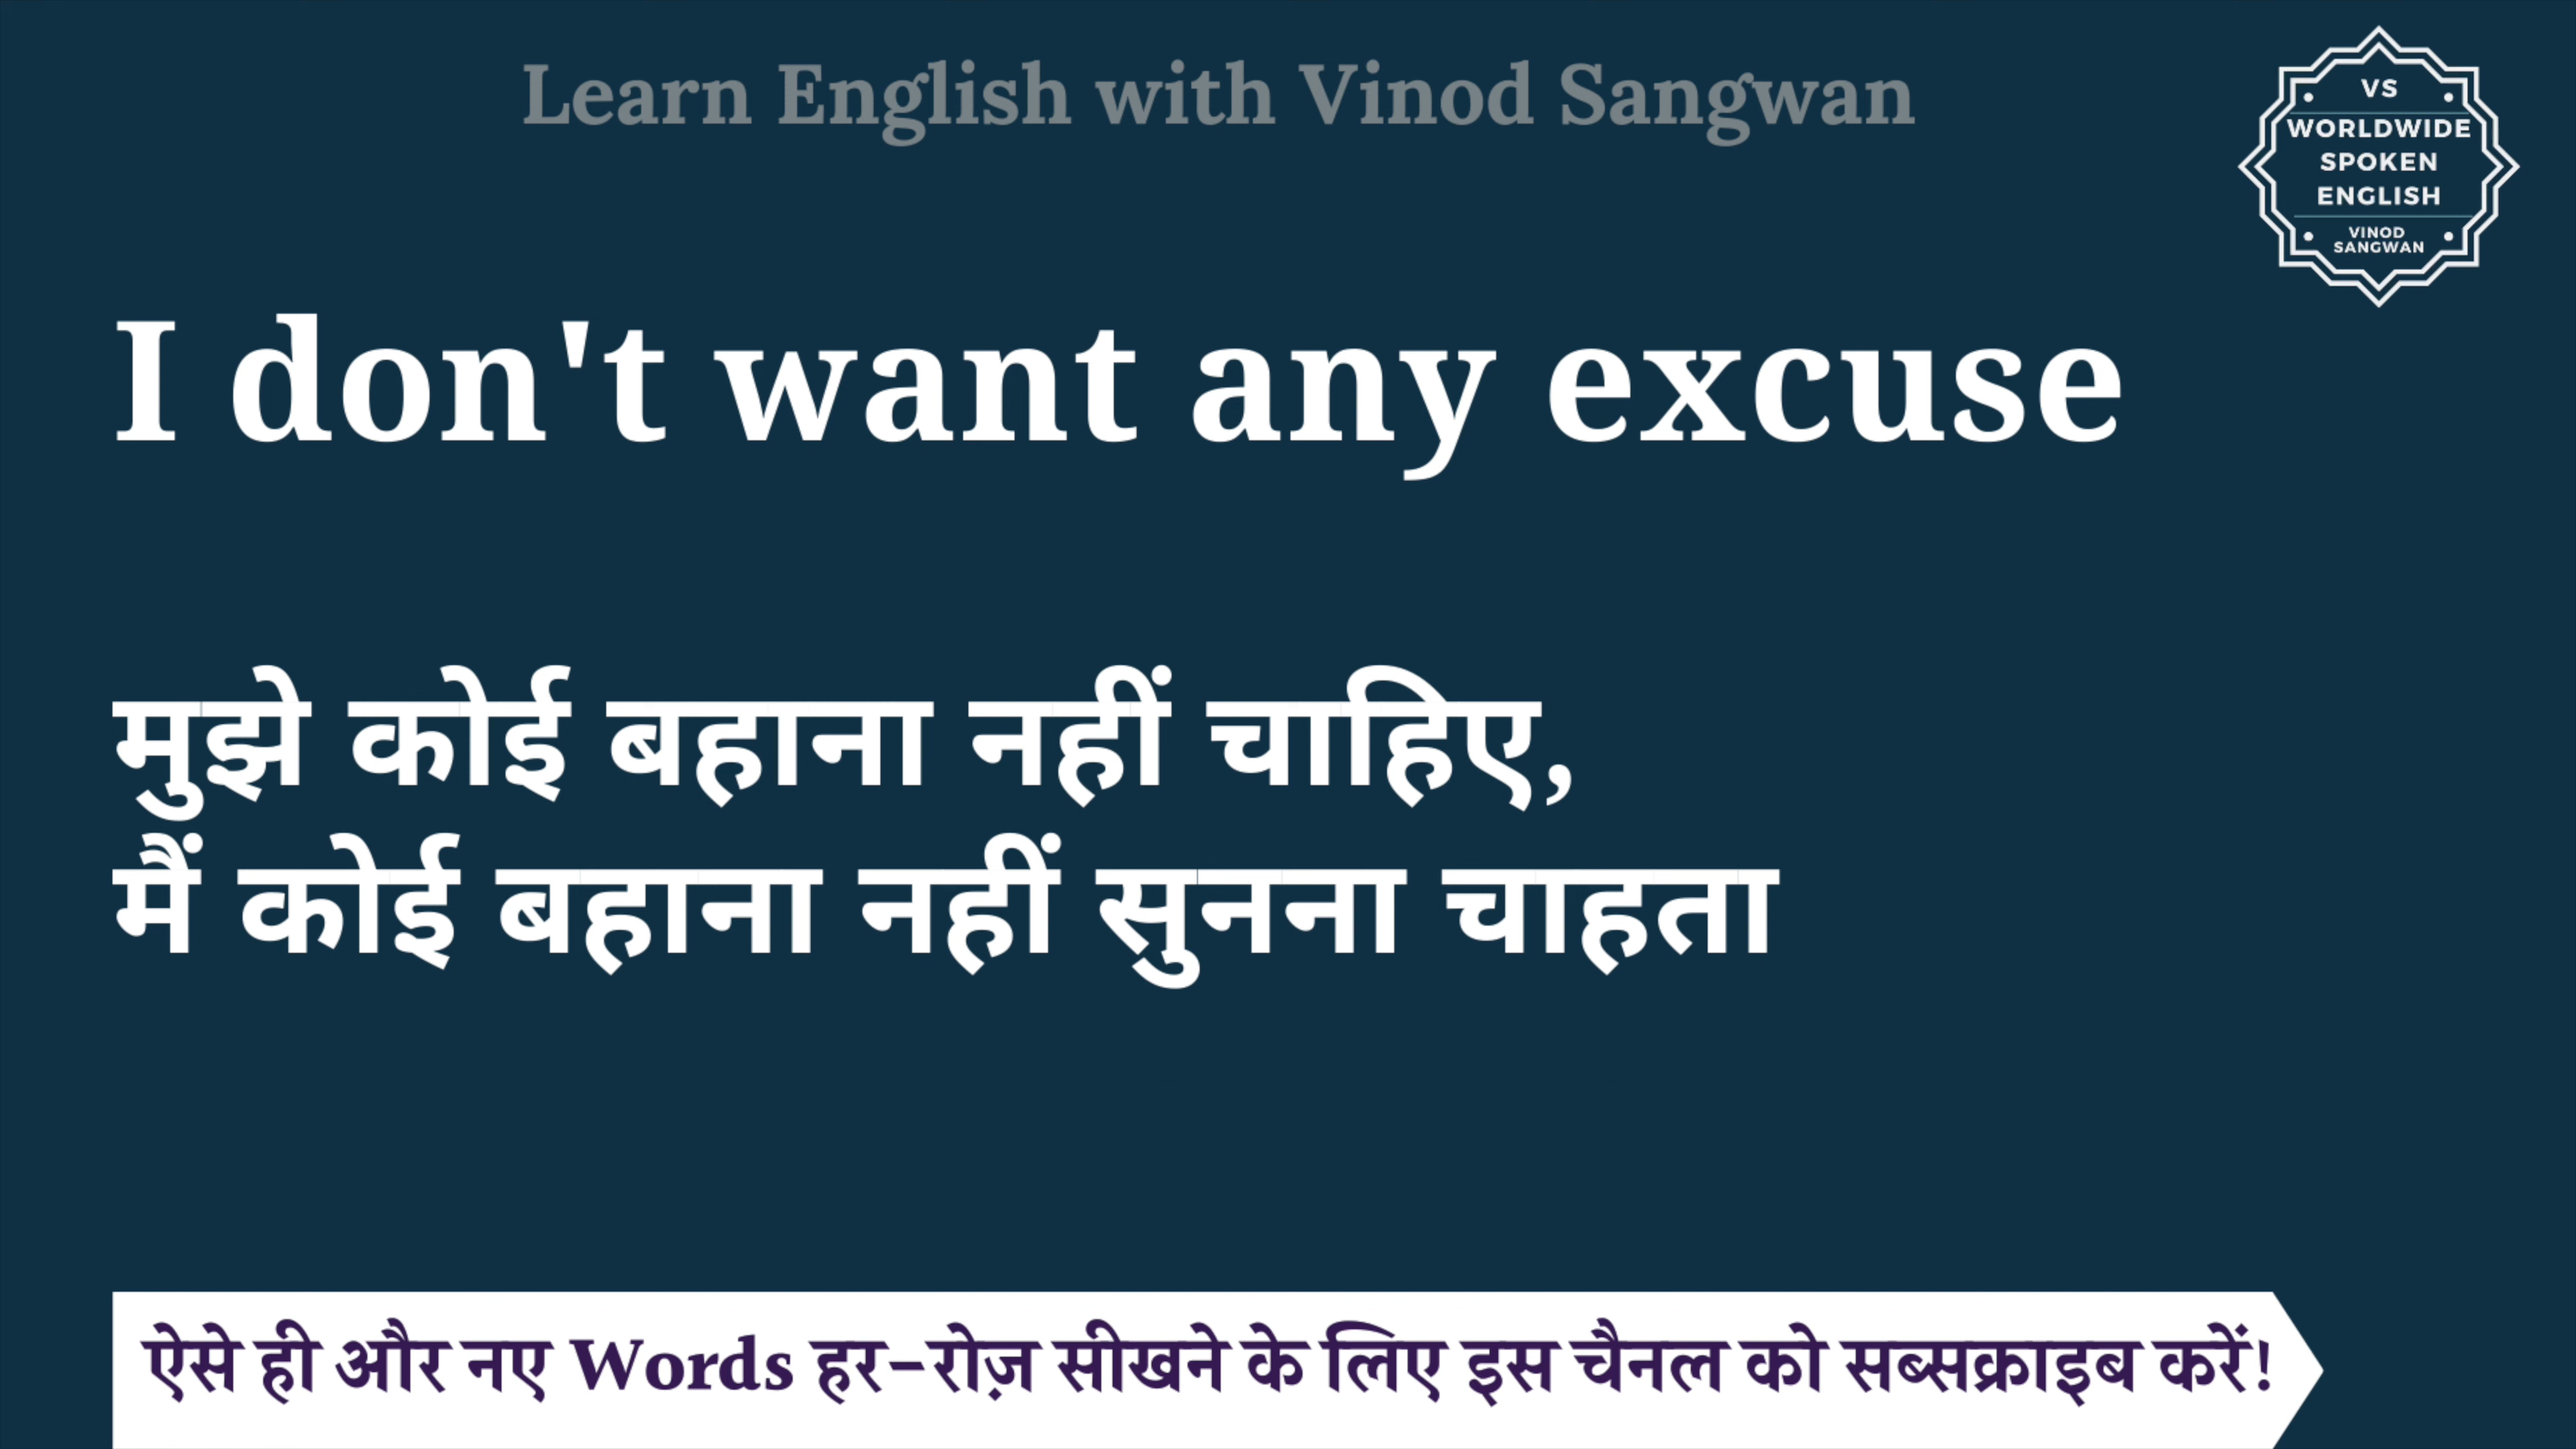 Learn English with Vinod Sangwan
VS
WORLDWIDE
SPOKEN
ENGLISH
VINOD
SANGWAN
I don't want any excuse
मुझे कोई बहाना नहीं चाहिए,
मैं कोई बहाना नहीं सुनना चाहता
ऐसे ही और नए Words हर-रोज़ सीखने के लिए इस चैनल को सब्सक्राइब करें!